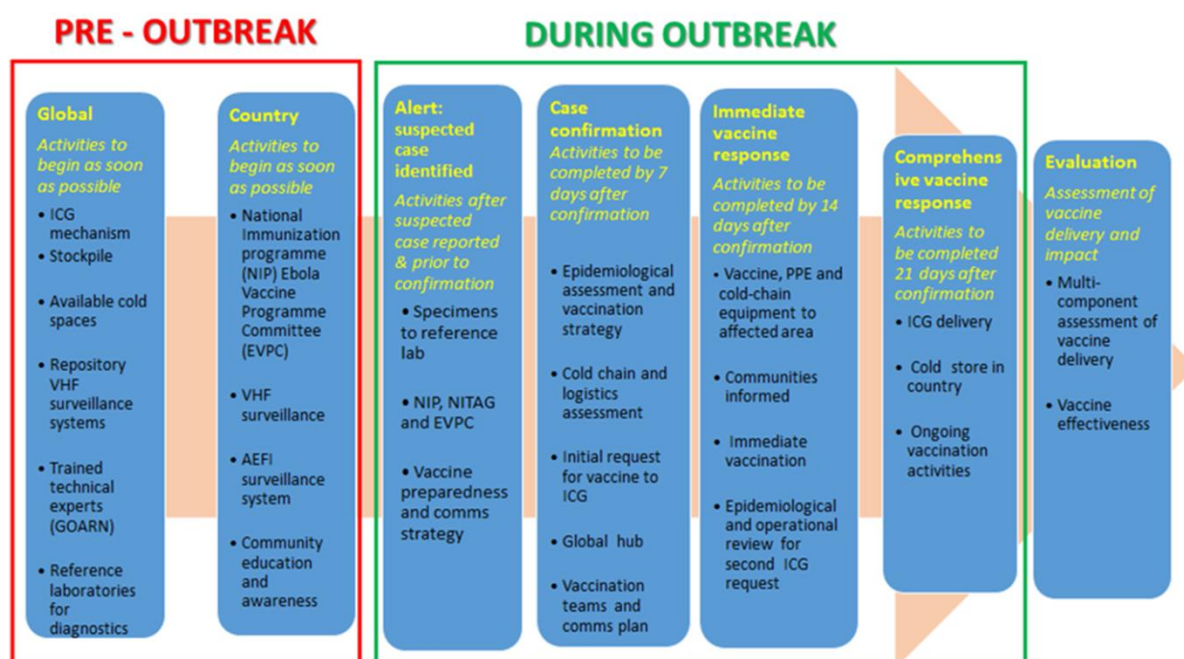 PRE - OUTBREAK
DURING OUTBREAK
Global
Activities to
begin as soon
as possible
• ICG
mechanism
• Stockpile
• Available cold
spaces
• Repository
VHF
surveillance
systems
• Trained
technical
experts
(GOARN)
• Reference
laboratories
for
diagnostics
Country
Activities to
begin as soon
as possible
• National
Immunization
programme
(NIP) Ebola
Vaccine
Programme
Committee
(EVPC)
• VHF
surveillance
• AEFI
surveillance
system
• Community
education
and
awareness
Alert:
suspected
case
identified
Activities after
suspected
case reported
& prior to
confirmation
• Specimens
to reference
lab
• NIP, NITAG
and EVPC
• Vaccine
preparedness
and comms
strategy
Case
confirmation
Activities to be
completed by 7
days after
confirmation
• Epidemiological
assessment and
vaccination
strategy
• Cold chain and
logistics
assessment
• Initial request
for vaccine to
ICG
• Global hub
• Vaccination
teams and
comms plan
Immediate
vaccine
response
Activities to be
completed by 14
days after
confirmation
• Vaccine, PPE and
cold-chain
equipment to
affected area
• Communities
informed
• Immediate
vaccination
• Epidemiological
and operational
review for
second ICG
request
Comprehens
ive vaccine
response
Activities to
be completed
21 days after
confirmation
• ICG delivery
• Cold store in
country
• Ongoing
vaccination
activities
Evaluation
Assessment of
vaccine
delivery and
impact
• Multi-
component
assessment of
vaccine
delivery
• Vaccine
effectiveness